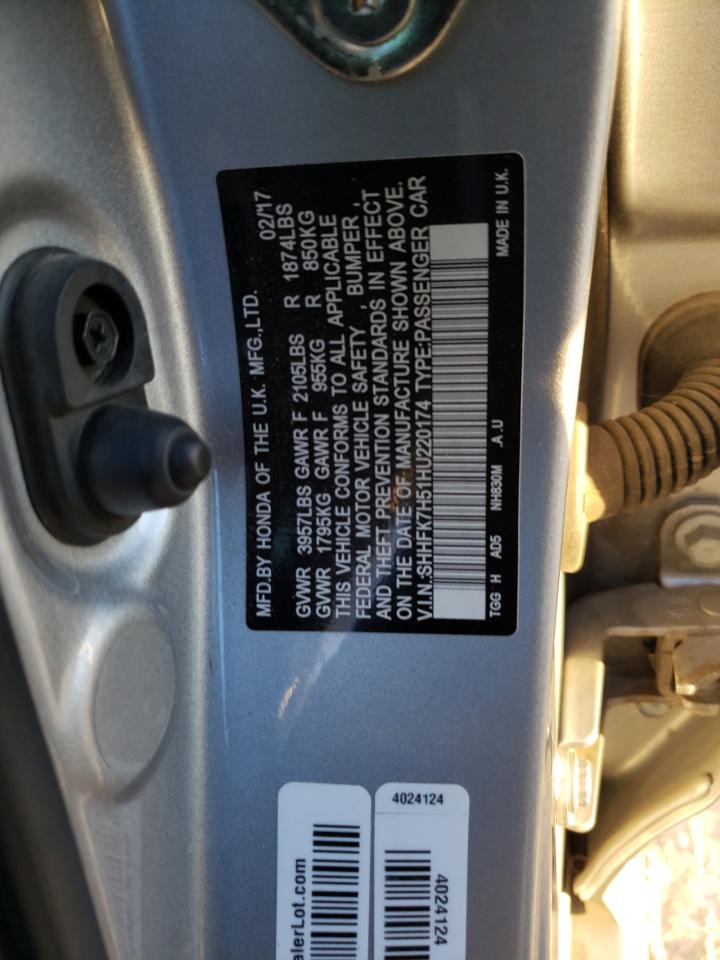 MFD.BY HONDA OF THE U.K. MFG.,LTD. 02/17
GVWR 3957LBS GAWR F 2105LBS R 1874LBS
GVWR 1795KG GAWR F 955KG R 850KG
THIS VEHICLE CONFORMS TO ALL APPLICABLE
FEDERAL MOTOR VEHICLE SAFETY , BUMPER ,
AND THEFT PREVENTION STANDARDS IN EFFECT
ON THE DATE OF MANUFACTURE SHOWN ABOVE.
V.I.N.:SHHFK7H51HU220174 TYPE:PASSENGER CAR
TGG H AD5 NH830M .A.U MADE IN U.K.
alerLot.com
4024124
4024124